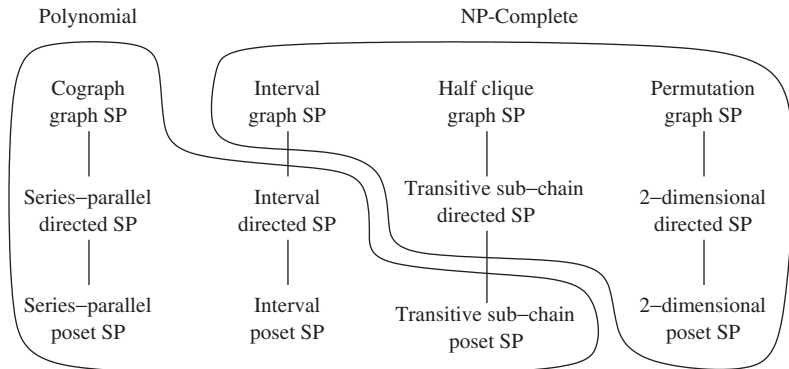 Polynomial
NP-Complete
Cograph
graph SP
Interval
graph SP
Half clique
graph SP
Permutation
graph SP
Series−parallel
directed SP
Interval
directed SP
Transitive sub−chain
directed SP
2−dimensional
directed SP
Series−parallel
poset SP
Interval
poset SP
Transitive sub−chain
poset SP
2−dimensional
poset SP